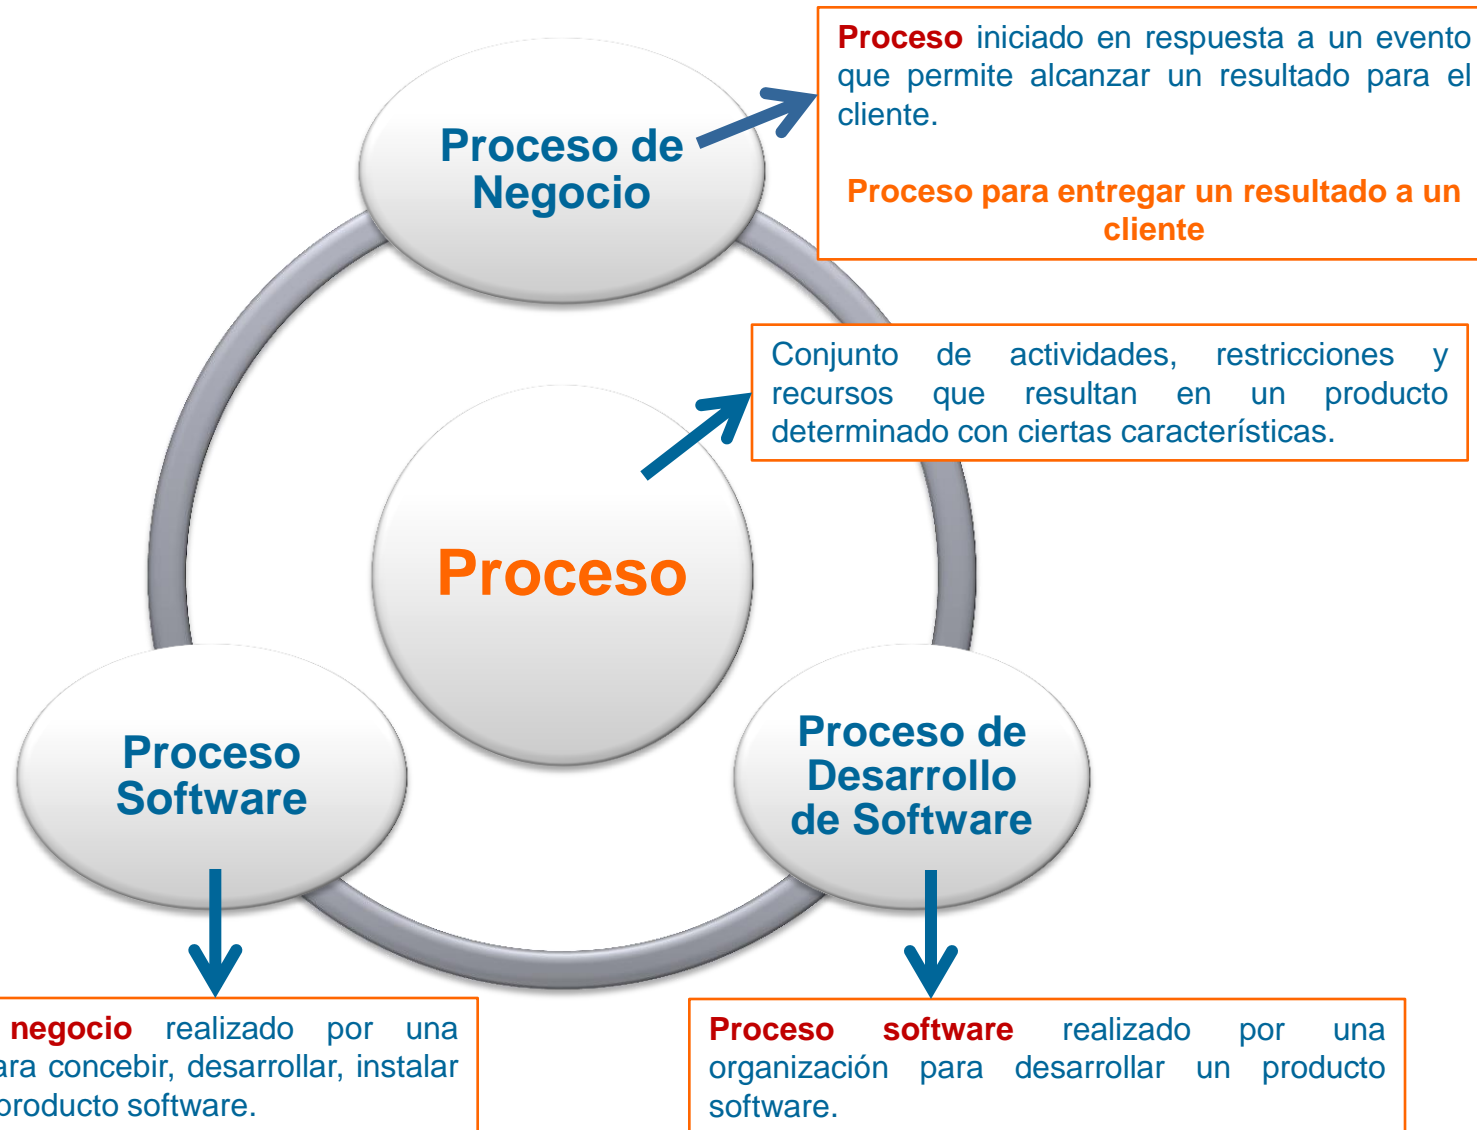 Proceso iniciado en respuesta a un evento
que permite alcanzar un resultado para el
cliente.
Proceso para entregar un resultado a un
cliente
Proceso de
Negocio
Conjunto de actividades, restricciones y
recursos que resultan en un producto
determinado con ciertas características.
Proceso
Proceso
Software
Proceso de
Desarrollo
de Software
negocio realizado por una
concebir, desarrollar, instalar
producto software.
Proceso software realizado por una
organización para desarrollar un producto
software.